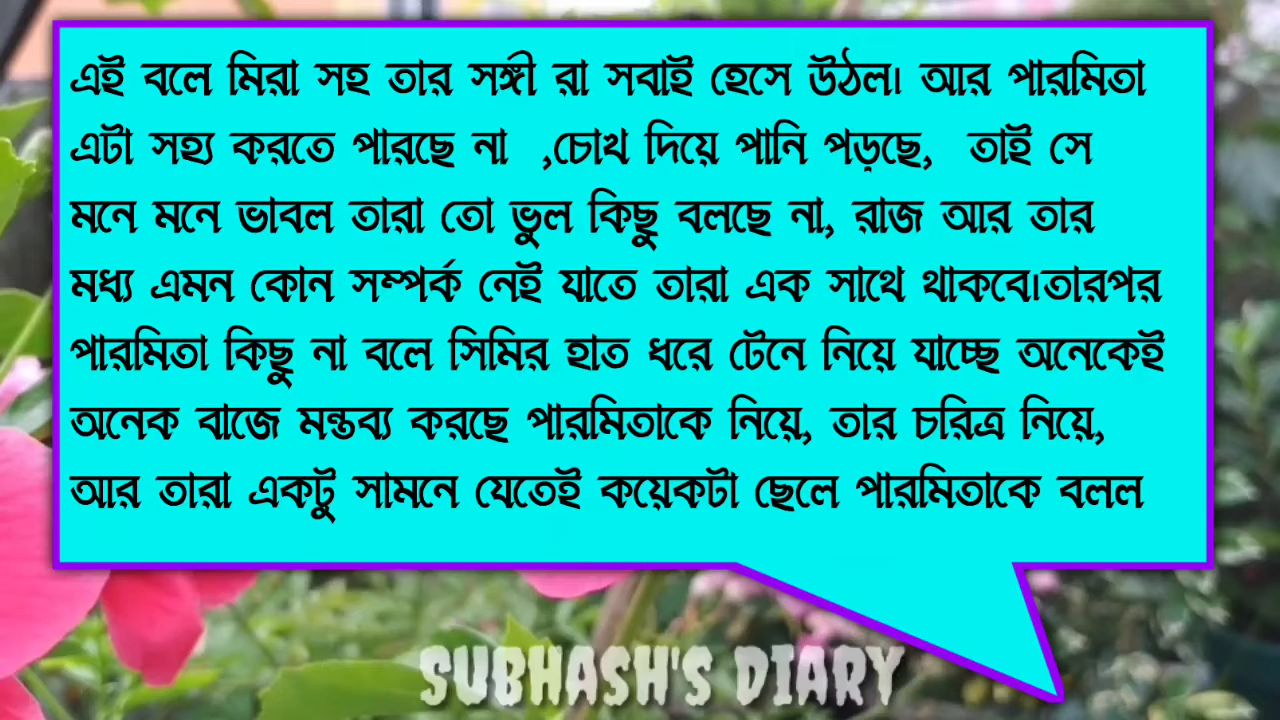 এই বলে মিরা সহ তার সঙ্গী রা সবাই হেসে উঠল। আর পারমিতা
এটা সহ্য করতে পারছে না ,চোখ দিয়ে পানি পড়ছে, তাই সে
মনে মনে ভাবল তারা তো ভুল কিছু বলছে না, রাজ আর তার
মধ্য এমন কোন সম্পর্ক নেই যাতে তারা এক সাথে থাকবে।তারপর
পারমিতা কিছু না বলে সিমির হাত ধরে টেনে নিয়ে যাচ্ছে অনেকেই
অনেক বাজে মন্তব্য করছে পারমিতাকে নিয়ে, তার চরিত্র নিয়ে,
আর তারা একটু সামনে যেতেই কয়েকটা ছেলে পারমিতাকে বলল
SUBHASH'S DIARY